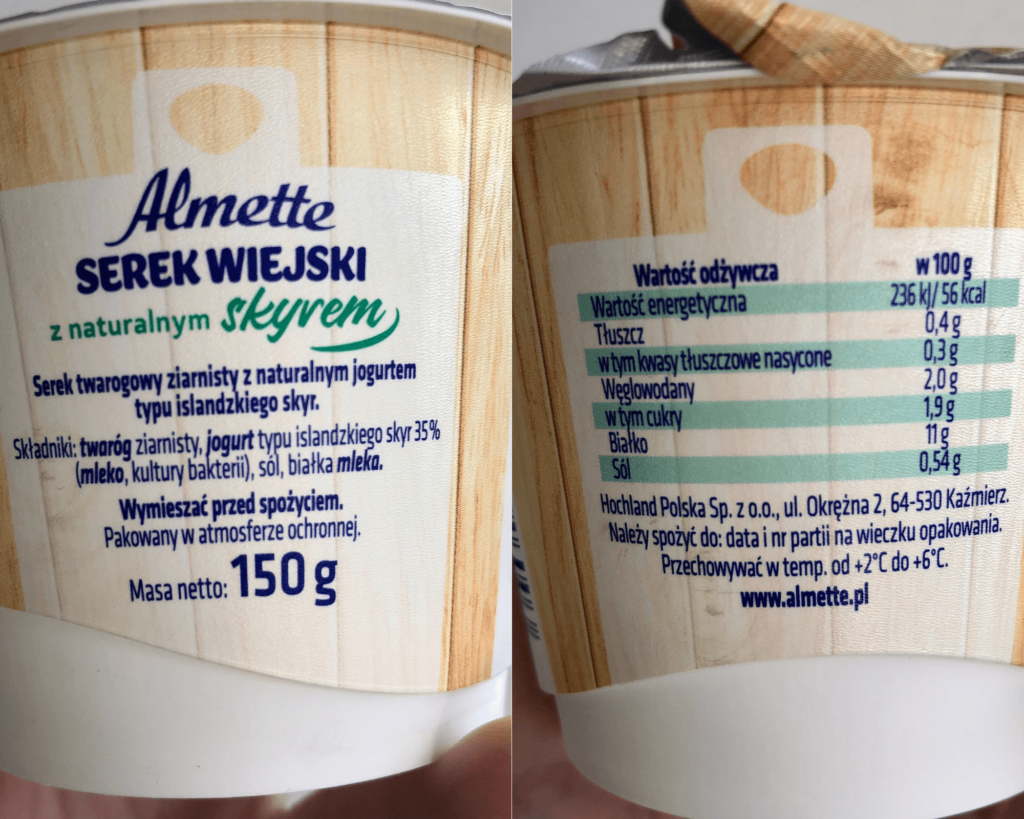 Almette
SEREK WIEJSKI
z naturalnym skyrem
Serek twarogowy ziarnisty z naturalnym jogurtem
typu islandzkiego skyr.
Składniki: twaróg ziarnisty, jogurt typu islandzkiego skyr 35%
(mleko, kultury bakterii), sól, białka mleka.
Wymieszać przed spożyciem.
Pakowany w atmosferze ochronnej.
Masa netto: 150 g
Wartość odżywcza w 100 g
Wartość energetyczna 236 kJ/ 56 kcal
Tłuszcz 0,4 g
w tym kwasy tłuszczowe nasycone 0,3 g
Węglowodany 2,0 g
w tym cukry 1,9 g
Białko 11 g
Sól 0,54 g
Hochland Polska Sp. z o.o., ul. Okrężna 2, 64-530 Kaźmierz.
Należy spożyć do: data i nr partii na wieczku opakowania.
Przechowywać w temp. od +2°C do +6°C.
www.almette.pl